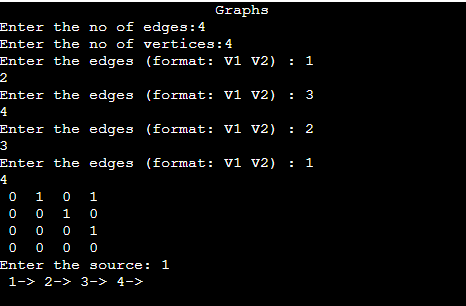 Graphs
Enter the no of edges:4
Enter the no of vertices:4
Enter the edges (format: V1 V2) : 1
2
Enter the edges (format: V1 V2) : 3
4
Enter the edges (format: V1 V2) : 2
3
Enter the edges (format: V1 V2) : 1
4
0 1 0 1
0 0 1 0
0 0 0 1
0 0 0 0
Enter the source: 1
1-> 2-> 3-> 4->